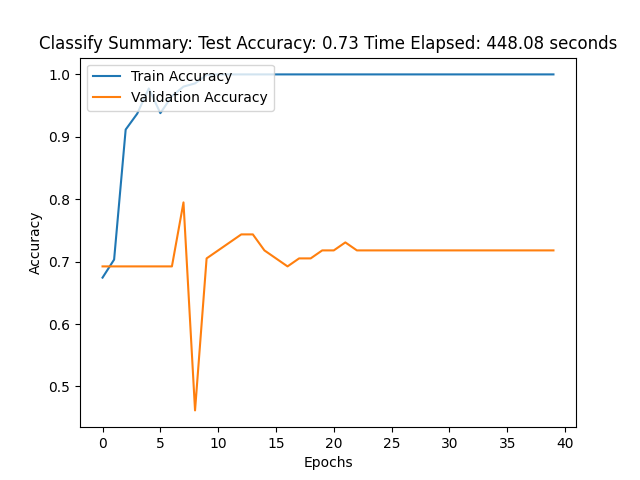 Classify Summary: Test Accuracy: 0.73 Time Elapsed: 448.08 seconds
Train Accuracy
Validation Accuracy
1.0
0.9
0.8
0.7
0.6
0.5
Accuracy
0 5 10 15 20 25 30 35 40
Epochs